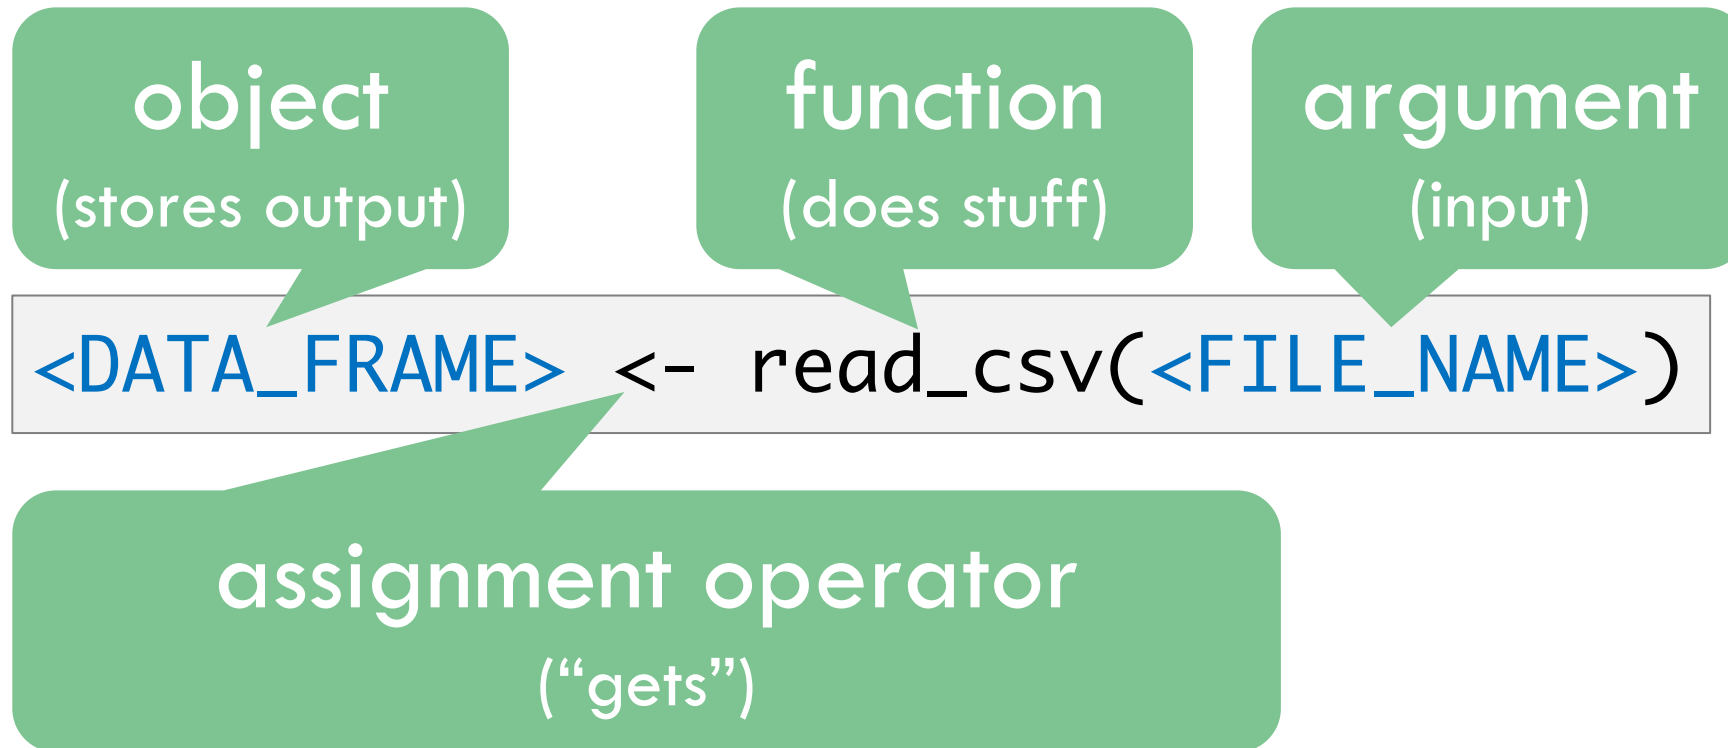 object
(stores output)
function
(does stuff)
argument
(input)
<DATA_FRAME> <- read_csv(<FILE_NAME>)
assignment operator
(“gets”)